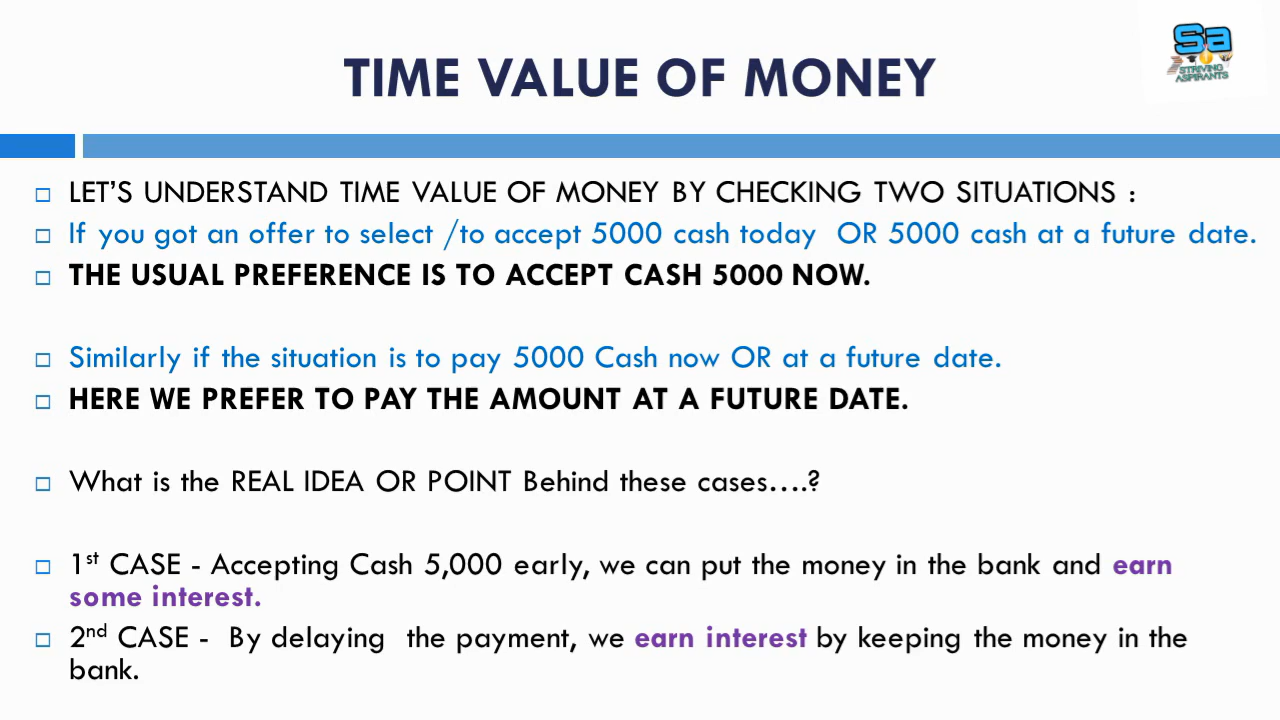 TIME VALUE OF MONEY
Sa
STRIVING
ASPIRANTS
LET'S UNDERSTAND TIME VALUE OF MONEY BY CHECKING TWO SITUATIONS :
If you got an offer to select /to accept 5000 cash today OR 5000 cash at a future date.
THE USUAL PREFERENCE IS TO ACCEPT CASH 5000 NOW.
Similarly if the situation is to pay 5000 Cash now OR at a future date.
HERE WE PREFER TO PAY THE AMOUNT AT A FUTURE DATE.
What is the REAL IDEA OR POINT Behind these cases….?
1st CASE - Accepting Cash 5,000 early, we can put the money in the bank and earn
some interest.
2nd CASE - By delaying the payment, we earn interest by keeping the money in the
bank.